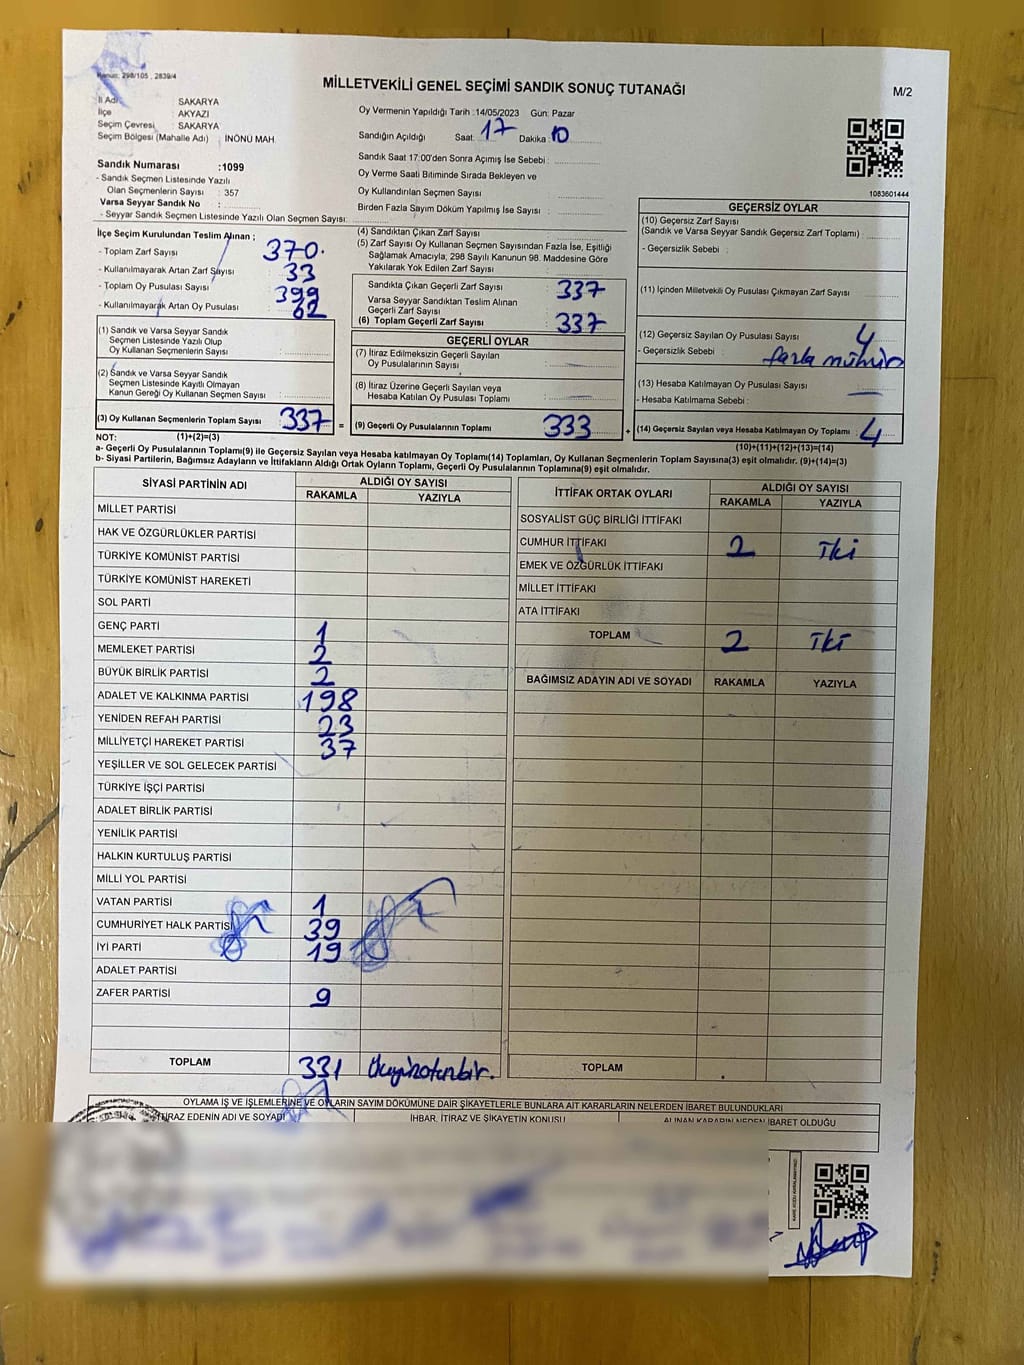 Kanun: 298/105 , 2839/4
MİLLETVEKİLİ GENEL SEÇİMİ SANDIK SONUÇ TUTANAĞI
M/2
İl Adı : SAKARYA
İlçe : AKYAZI
Seçim Çevresi : SAKARYA
Seçim Bölgesi (Mahalle Adı) : İNÖNÜ MAH
Sandık Numarası :1099
- Sandık Seçmen Listesinde Yazılı
Olan Seçmenlerin Sayısı : 357
Varsa Seyyar Sandık No :
- Seyyar Sandık Seçmen Listesinde Yazılı Olan Seçmen Sayısı:
Oy Vermenin Yapıldığı Tarih :14/05/2023 Gün: Pazar
Sandığın Açıldığı Saat: 17 Dakika: 10
Sandık Saat 17:00'den Sonra Açımış İse Sebebi :
Oy Verme Saati Bitiminde Sırada Bekleyen ve
Oy Kullandırılan Seçmen Sayısı
Birden Fazla Sayım Döküm Yapılmış İse Sayısı :
1083601444
İlçe Seçim Kurulundan Teslim Alınan ;
- Toplam Zarf Sayısı : 370.
- Kullanılmayarak Artan Zarf Sayısı : 33
- Toplam Oy Pusulası Sayısı : 399
- Kullanılmayarak Artan Oy Pusulası : 62
(4) Sandıktan Çıkan Zarf Sayısı :
(5) Zarf Sayısı Oy Kullanan Seçmen Sayısından Fazla İse, Eşitliği
Sağlamak Amacıyla, 298 Sayılı Kanunun 98. Maddesine Göre
Yakılarak Yok Edilen Zarf Sayısı :
Sandıkta Çıkan Geçerli Zarf Sayısı : 337
Varsa Seyyar Sandıktan Teslim Alınan
Geçerli Zarf Sayısı :
(6) Toplam Geçerli Zarf Sayısı : 337
GEÇERSİZ OYLAR
(10) Geçersiz Zarf Sayısı
(Sandık ve Varsa Seyyar Sandık Geçersiz Zarf Toplamı) :
- Geçersizlik Sebebi :
(11) İçinden Milletvekili Oy Pusulası Çıkmayan Zarf Sayısı :
(12) Geçersiz Sayılan Oy Pusulası Sayısı : 4
- Geçersizlik Sebebi : fazla mühür
(13) Hesaba Katılmayan Oy Pusulası Sayısı :
- Hesaba Katılmama Sebebi :
(14) Geçersiz Sayılan veya Hesaba Katılmayan Oy Toplamı : 4
(10)+(11)+(12)+(13)=(14)
(1) Sandık ve Varsa Seyyar Sandık
Seçmen Listesinde Yazılı Olup
Oy Kullanan Seçmenlerin Sayısı :
(2) Sandık ve Varsa Seyyar Sandık
Seçmen Listesinde Kayıtlı Olmayan
Kanun Gereği Oy Kullanan Seçmen Sayısı :
(3) Oy Kullanan Seçmenlerin Toplam Sayısı : 337
(1)+(2)=(3)
GEÇERLİ OYLAR
(7) İtiraz Edilmeksizin Geçerli Sayılan
Oy Pusulalarının Sayısı :
(8) İtiraz Üzerine Geçerli Sayılan veya
Hesaba Katılan Oy Pusulası Toplamı :
= (9) Geçerli Oy Pusulalarının Toplamı : 333 +
NOT:
a- Geçerli Oy Pusulalarının Toplamı(9) ile Geçersiz Sayılan veya Hesaba katılmayan Oy Toplamı(14) Toplamları, Oy Kullanan Seçmenlerin Toplam Sayısına(3) eşit olmalıdır. (9)+(14)=(3)
b- Siyasi Partilerin, Bağımsız Adayların ve İttifakların Aldığı Ortak Oyların Toplamı, Geçerli Oy Pusulalarının Toplamına(9) eşit olmalıdır.
SİYASİ PARTİNİN ADI ALDIĞI OY SAYISI
RAKAMLA YAZIYLA
MİLLET PARTİSİ
HAK VE ÖZGÜRLÜKLER PARTİSİ
TÜRKİYE KOMÜNİST PARTİSİ
TÜRKİYE KOMÜNİST HAREKETİ
SOL PARTİ
GENÇ PARTİ 1
MEMLEKET PARTİSİ 2
BÜYÜK BİRLİK PARTİSİ 2
ADALET VE KALKINMA PARTİSİ 198
YENİDEN REFAH PARTİSİ 23
MİLLİYETÇİ HAREKET PARTİSİ 37
YEŞİLLER VE SOL GELECEK PARTİSİ
TÜRKİYE İŞÇİ PARTİSİ
ADALET BİRLİK PARTİSİ
YENİLİK PARTİSİ
HALKIN KURTULUŞ PARTİSİ
MİLLİ YOL PARTİSİ
VATAN PARTİSİ 1
CUMHURİYET HALK PARTİSİ 39
İYİ PARTİ 19
ADALET PARTİSİ
ZAFER PARTİSİ 9
TOPLAM 331
İTTİFAK ORTAK OYLARI ALDIĞI OY SAYISI
RAKAMLA YAZIYLA
SOSYALİST GÜÇ BİRLİĞİ İTTİFAKI
CUMHUR İTTİFAKI 2 iki
EMEK VE ÖZGÜRLÜK İTTİFAKI
MİLLET İTTİFAKI
ATA İTTİFAKI
TOPLAM 2 iki
BAĞIMSIZ ADAYIN ADI VE SOYADI RAKAMLA YAZIYLA
TOPLAM
OYLAMA İŞ VE İŞLEMLERİNE VE OYLARIN SAYIM DÖKÜMÜNE DAİR ŞİKAYETLERLE BUNLARA AİT KARARLARIN NELERDEN İBARET BULUNDUKLARI
İTİRAZ EDENİN ADI VE SOYADI İHBAR, İTİRAZ VE ŞİKAYETİN KONUSU ALINAN KARARIN NEDEN İBARET OLDUĞU